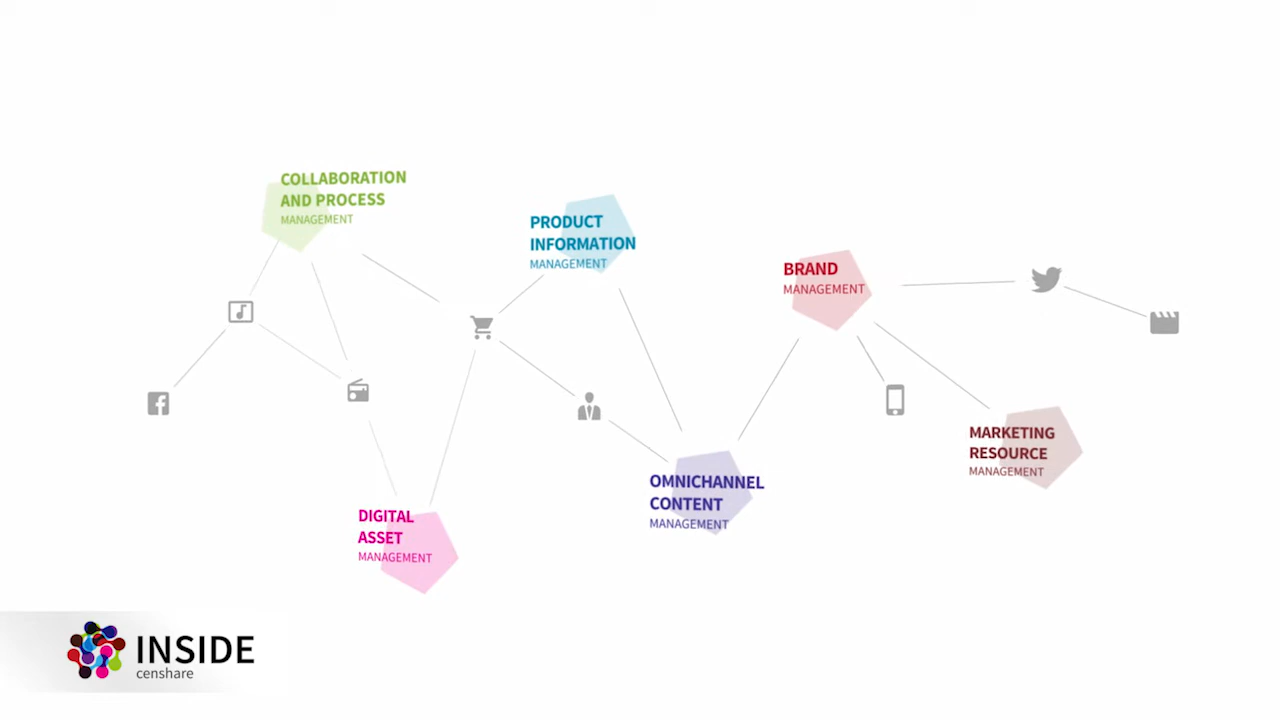 COLLABORATION
AND PROCESS
MANAGEMENT
PRODUCT
INFORMATION
MANAGEMENT
BRAND
MANAGEMENT
MARKETING
RESOURCE
MANAGEMENT
OMNICHANNEL
CONTENT
MANAGEMENT
DIGITAL
ASSET
MANAGEMENT
INSIDE
censhare